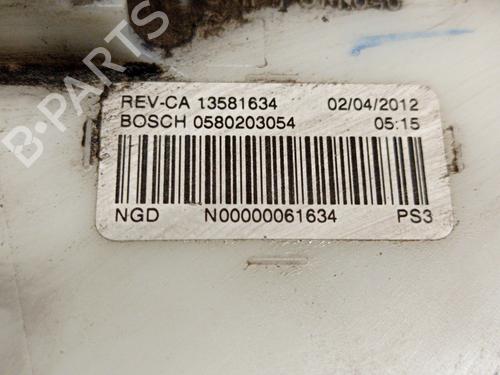 REV-CA 13581634 02/04/2012
BOSCH 0580203054 05:15
NGD N00000061634 PS3
B-PARTS